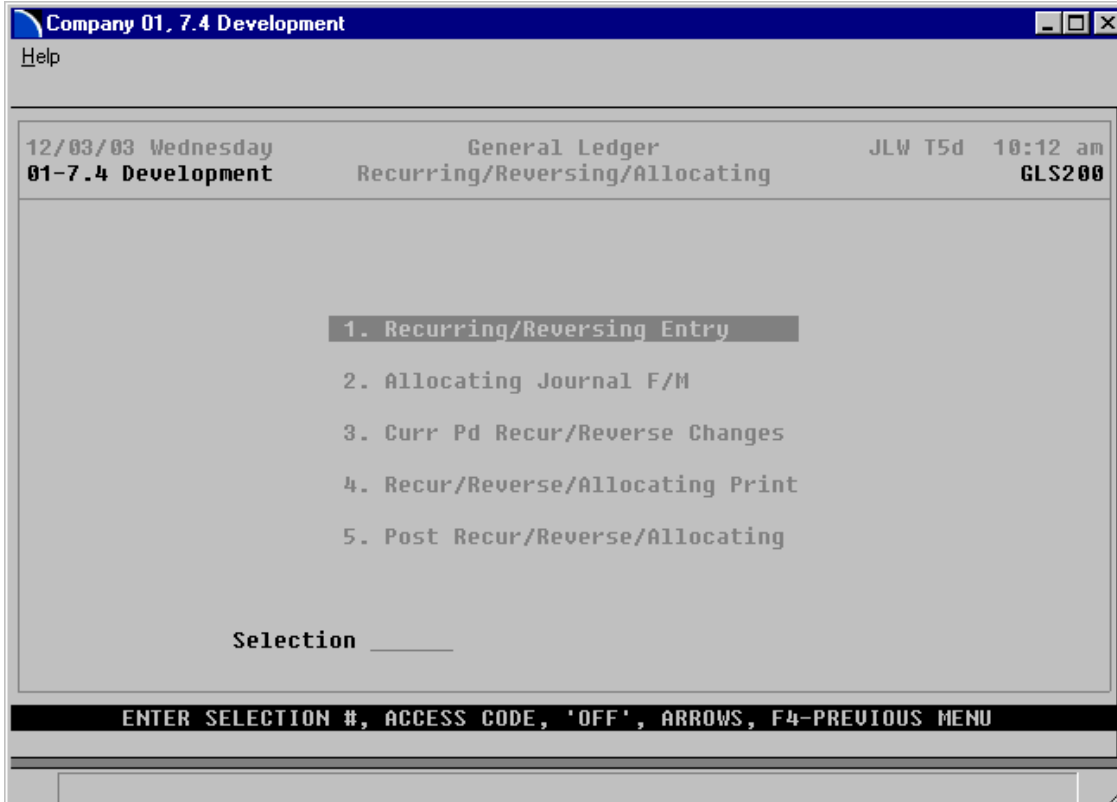 Company 01, 7.4 Development
Help
12/03/03 Wednesday General Ledger JLW T5d 10:12 am
01-7.4 Development Recurring/Reversing/Allocating GLS200
1. Recurring/Reversing Entry
2. Allocating Journal F/M
3. Curr Pd Recur/Reverse Changes
4. Recur/Reverse/Allocating Print
5. Post Recur/Reverse/Allocating
Selection ______
ENTER SELECTION #, ACCESS CODE, 'OFF', ARROWS, F4-PREVIOUS MENU